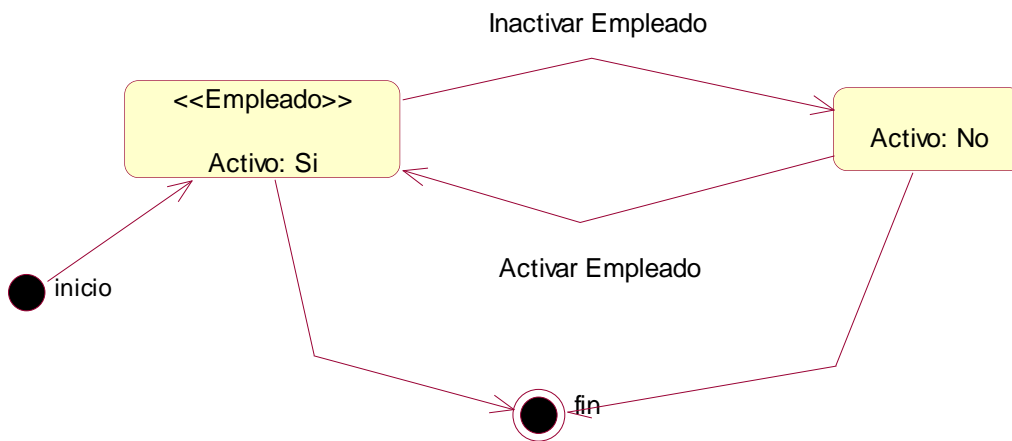 Inactivar Empleado
<<Empleado>>
Activo: Si
Activo: No
Activar Empleado
inicio
fin